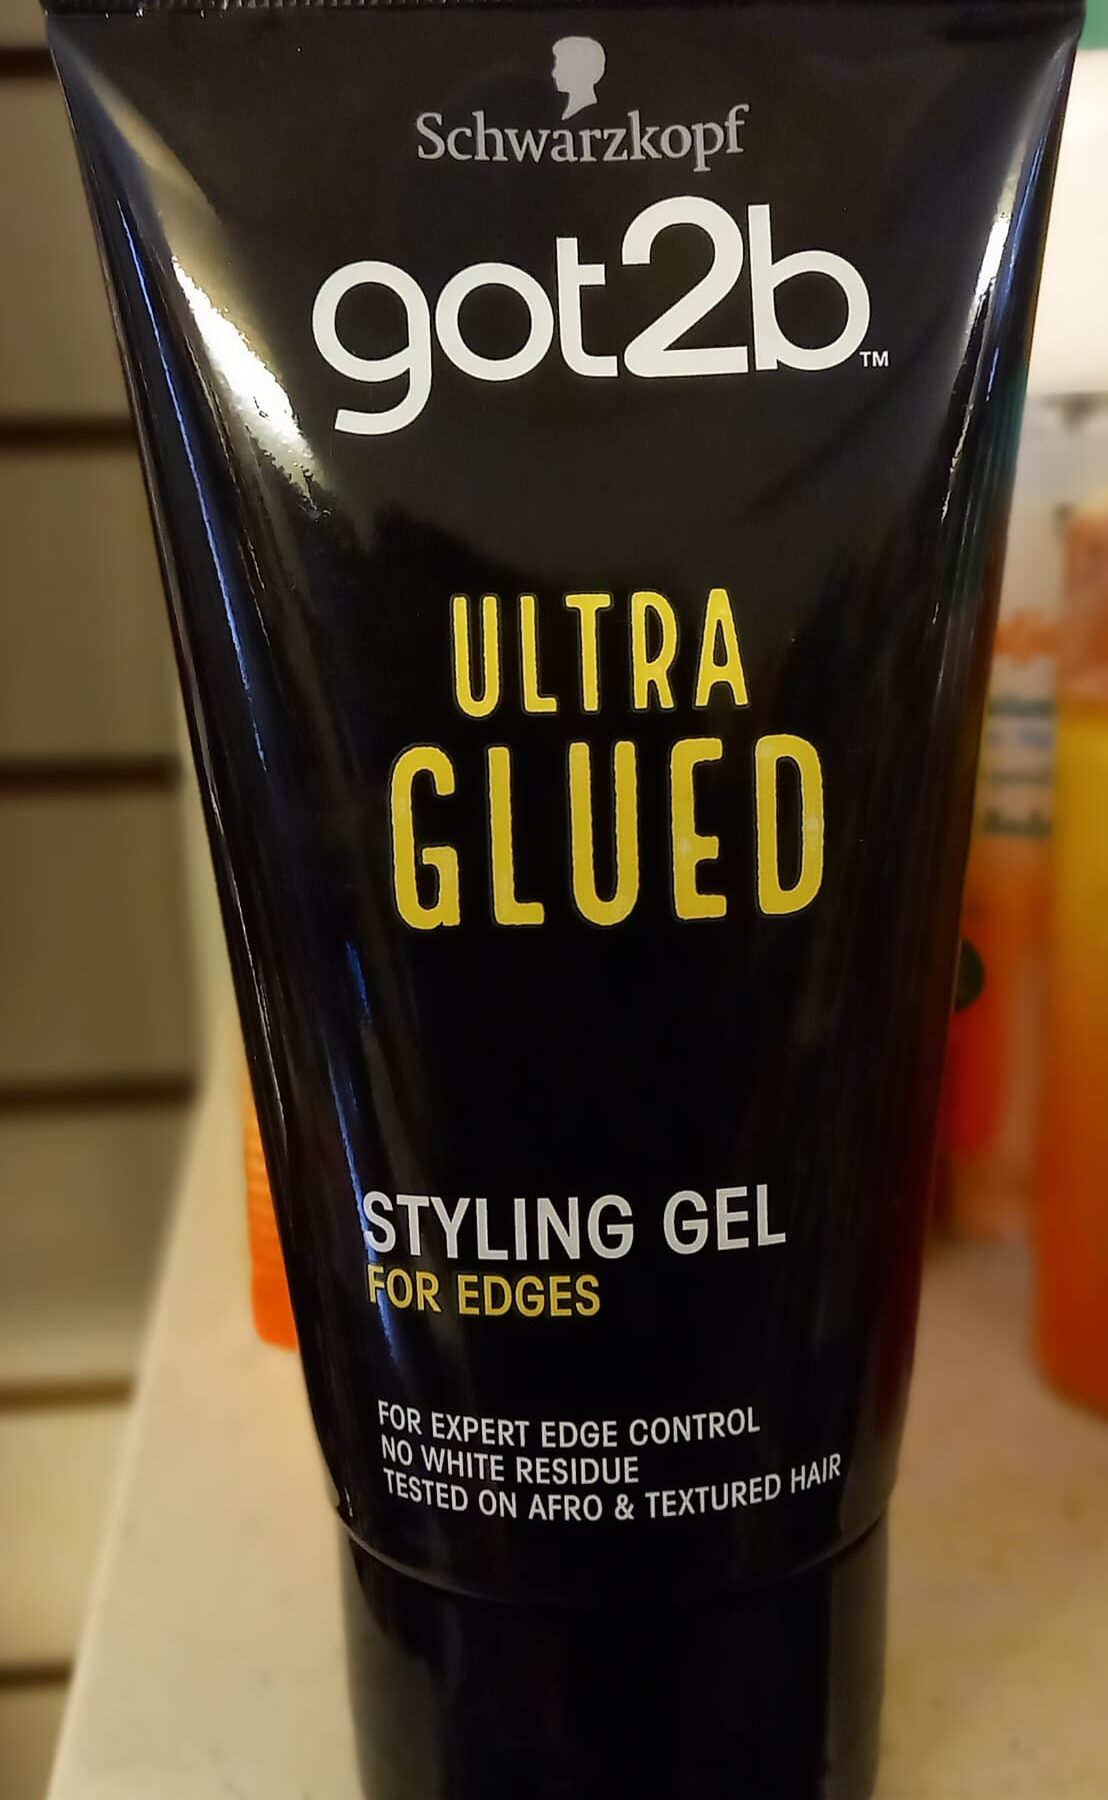 Schwarzkopf
got2b™
ULTRA
GLUED
STYLING GEL
FOR EDGES
FOR EXPERT EDGE CONTROL
NO WHITE RESIDUE
TESTED ON AFRO & TEXTURED HAIR